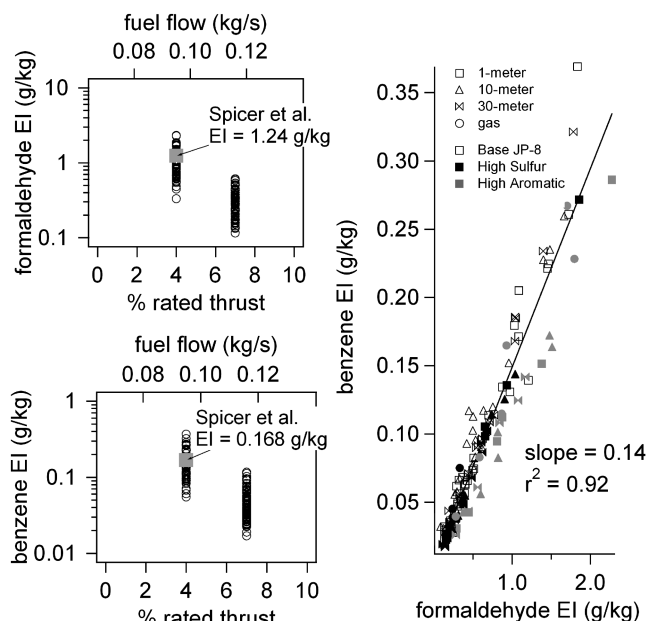 fuel flow (kg/s)
0.08 0.10 0.12
formaldehyde EI (g/kg)
10
1
0.1
Spicer et al.
EI = 1.24 g/kg
0 2 4 6 8 10
% rated thrust
fuel flow (kg/s)
0.08 0.10 0.12
benzene EI (g/kg)
1
0.1
0.01
Spicer et al.
EI = 0.168 g/kg
0 2 4 6 8 10
% rated thrust
benzene EI (g/kg)
0.35
0.30
0.25
0.20
0.15
0.10
0.05
1-meter
10-meter
30-meter
gas
Base JP-8
High Sulfur
High Aromatic
slope = 0.14
r² = 0.92
1.0 2.0
formaldehyde EI (g/kg)